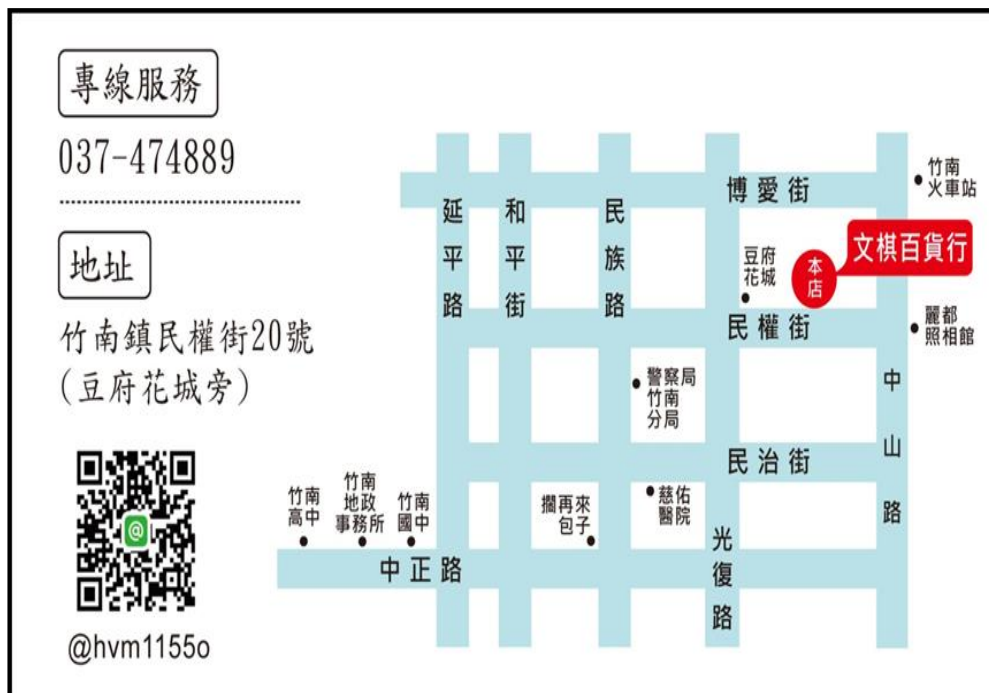 專線服務
037-474889
地址
竹南鎮民權街20號
(豆府花城旁)
@hvm1155o
延平路
和平街
民族路
博愛街
竹南
火車站
豆府
花城
本店
文棋百貨行
民權街
麗都
照相館
警察局
竹南
分局
中山路
民治街
竹南
高中
竹南
地政
事務所
竹南
國中
擱再來
包子
慈佑
醫院
中正路
光復路